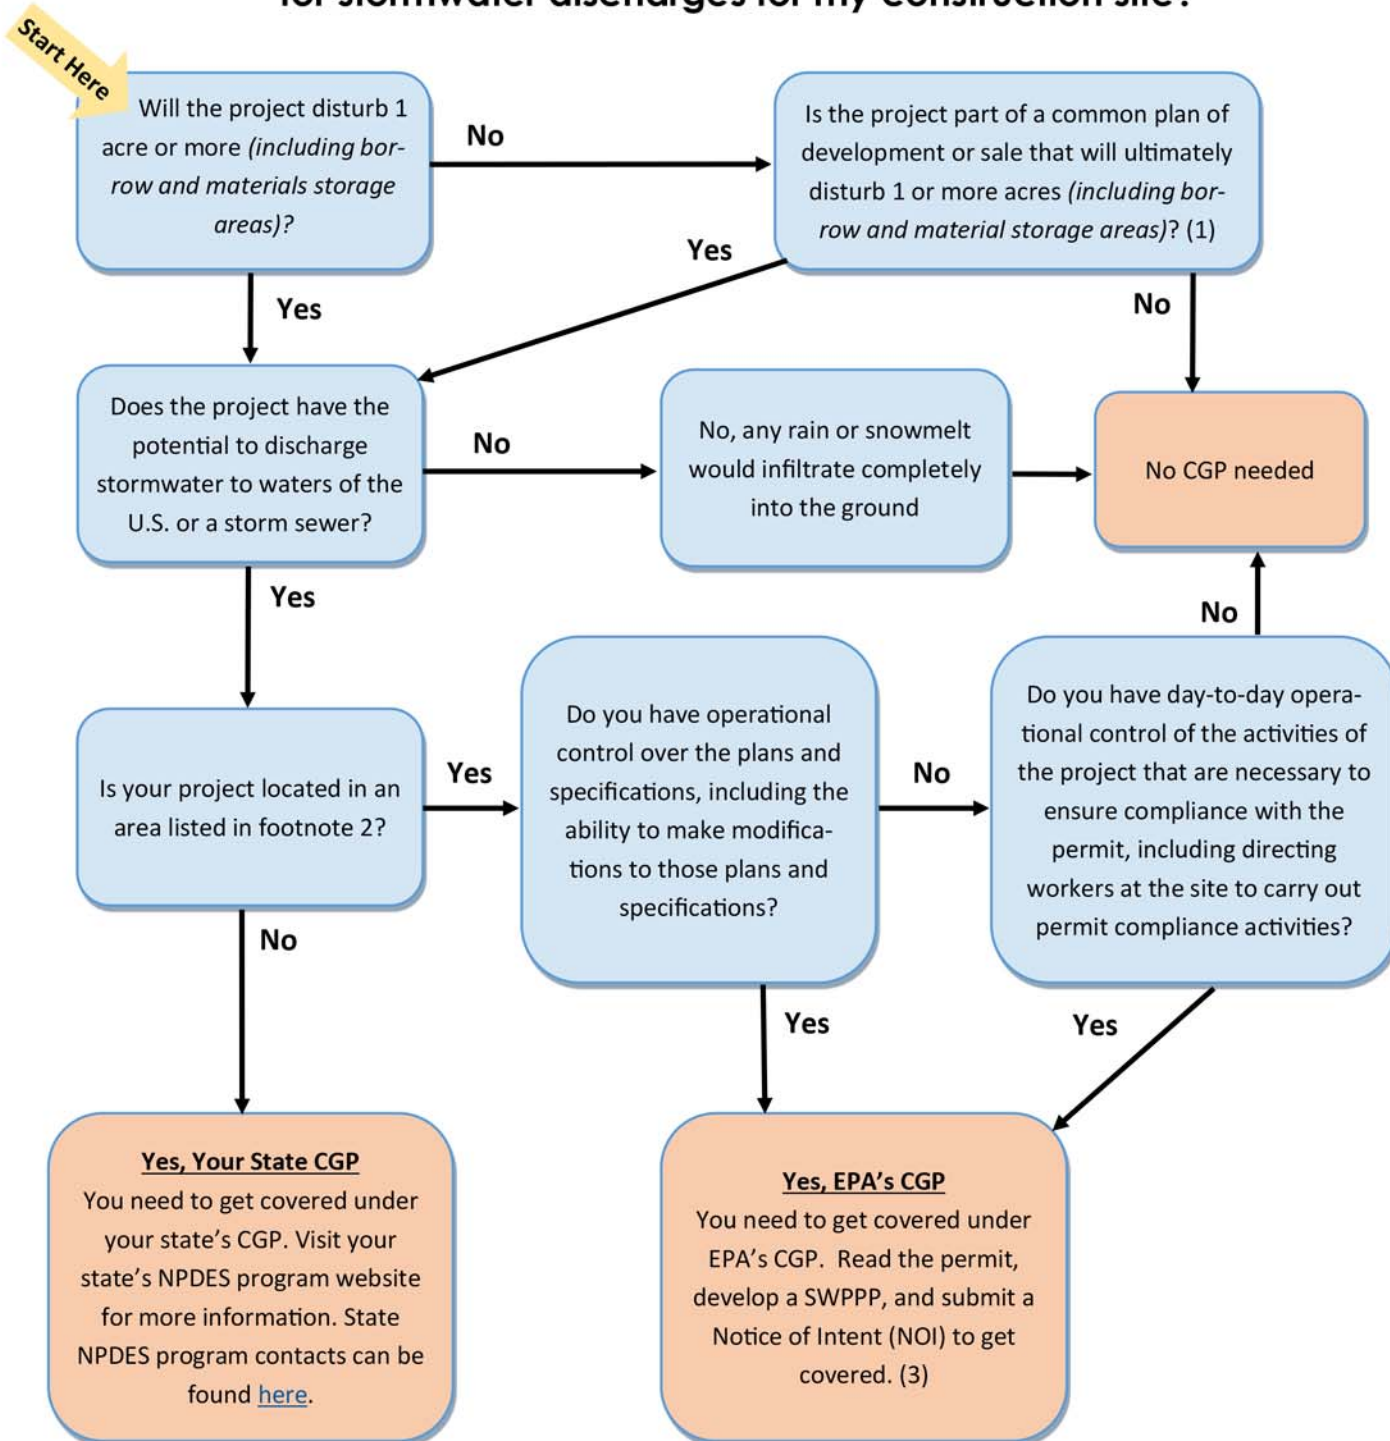 for stormwater discharges for my construction site?
Start Here
Will the project disturb 1
acre or more (including bor-
row and materials storage
areas)?
No
Is the project part of a common plan of
development or sale that will ultimately
disturb 1 or more acres (including bor-
row and material storage areas)? (1)
Yes
Yes
No
Does the project have the
potential to discharge
stormwater to waters of the
U.S. or a storm sewer?
No
No, any rain or snowmelt
would infiltrate completely
into the ground
No CGP needed
Yes
No
Is your project located in an
area listed in footnote 2?
Yes
Do you have operational
control over the plans and
specifications, including the
ability to make modifica-
tions to those plans and
specifications?
No
Do you have day-to-day opera-
tional control of the activities of
the project that are necessary to
ensure compliance with the
permit, including directing
workers at the site to carry out
permit compliance activities?
No
Yes
Yes
Yes, Your State CGP
You need to get covered under
your state's CGP. Visit your
state's NPDES program website
for more information. State
NPDES program contacts can be
found here.
Yes, EPA's CGP
You need to get covered under
EPA's CGP.  Read the permit,
develop a SWPPP, and submit a
Notice of Intent (NOI) to get
covered. (3)